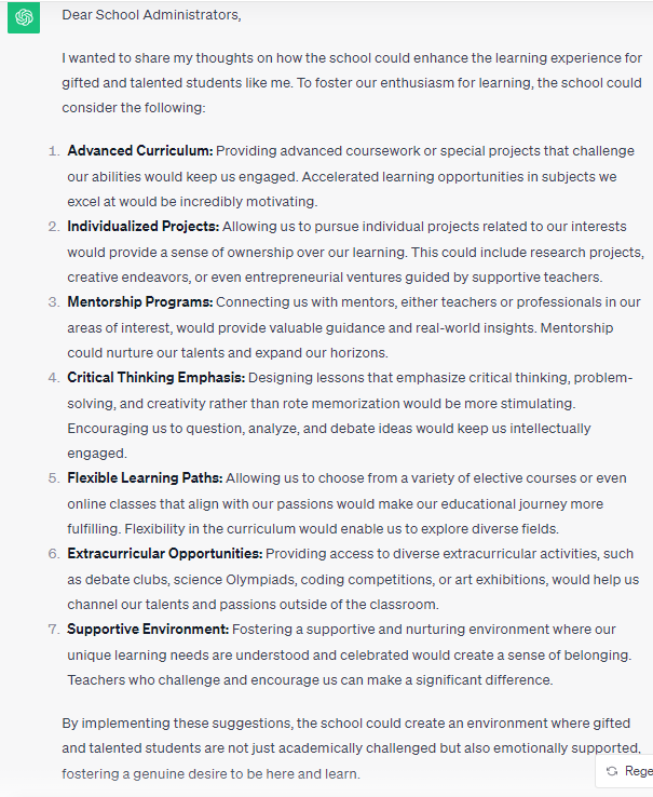 Dear School Administrators,
I wanted to share my thoughts on how the school could enhance the learning experience for
gifted and talented students like me. To foster our enthusiasm for learning, the school could
consider the following:
1. Advanced Curriculum: Providing advanced coursework or special projects that challenge
our abilities would keep us engaged. Accelerated learning opportunities in subjects we
excel at would be incredibly motivating.
2. Individualized Projects: Allowing us to pursue individual projects related to our interests
would provide a sense of ownership over our learning. This could include research projects,
creative endeavors, or even entrepreneurial ventures guided by supportive teachers.
3. Mentorship Programs: Connecting us with mentors, either teachers or professionals in our
areas of interest, would provide valuable guidance and real-world insights. Mentorship
could nurture our talents and expand our horizons.
4. Critical Thinking Emphasis: Designing lessons that emphasize critical thinking, problem-
solving, and creativity rather than rote memorization would be more stimulating.
Encouraging us to question, analyze, and debate ideas would keep us intellectually
engaged.
5. Flexible Learning Paths: Allowing us to choose from a variety of elective courses or even
online classes that align with our passions would make our educational journey more
fulfilling. Flexibility in the curriculum would enable us to explore diverse fields.
6. Extracurricular Opportunities: Providing access to diverse extracurricular activities, such
as debate clubs, science Olympiads, coding competitions, or art exhibitions, would help us
channel our talents and passions outside of the classroom.
7. Supportive Environment: Fostering a supportive and nurturing environment where our
unique learning needs are understood and celebrated would create a sense of belonging.
Teachers who challenge and encourage us can make a significant difference.
By implementing these suggestions, the school could create an environment where gifted
and talented students are not just academically challenged but also emotionally supported,
fostering a genuine desire to be here and learn.
Rege